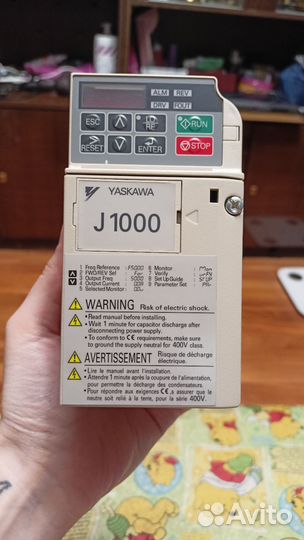 ALM REV
DRV FOUT
ESC
RE
RUN
RESET
ENTER
STOP
YASKAWA
J1000
Freq Reference : F5000 6 Monitor
FWD/REV Sel : For 7 Verify
Output Freq 8 Set Up Guide : STUP
Output Current 9 Parameter Set
5 Selected Monitor
WARNING Risk of electric shock.
• Read manual before installing.
• Wait 1 minute for capacitor discharge after
disconnecting power supply.
• To conform to CE requirements, make sure
to ground the supply neutral for 400V class.
AVERTISSEMENT Risque de décharge
électrique.
• Lire le manuel avant l'installation.
• Attendre 1 minute après la coupure de l'alimentation,
pour permettre la décharge des condensateurs.
• Pour répondre aux exigences CE, s'assurer que le
neutre soit relié à la terre, pour la série 400V.
Avito